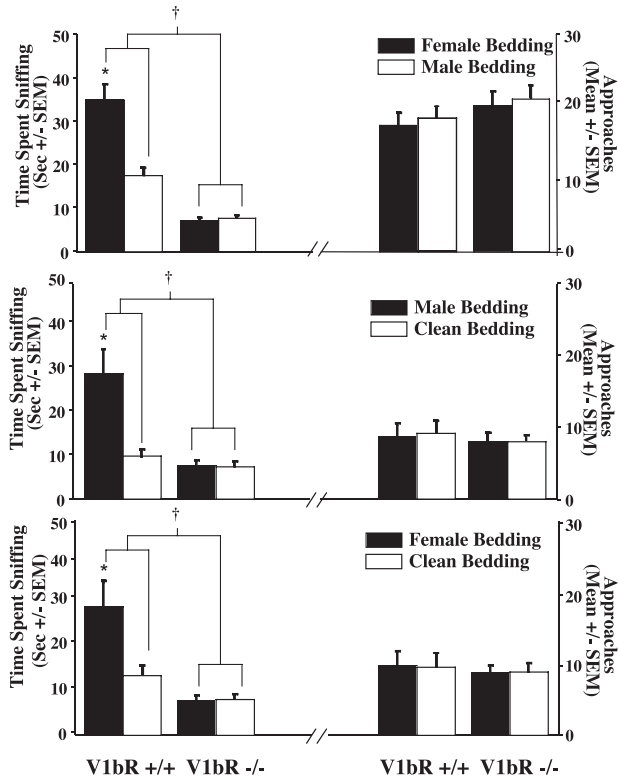 †
50
40
30
20
10
0
*
Time Spent Sniffing
(Sec +/- SEM)
Female Bedding
Male Bedding
30
20
10
0
Approaches
(Mean +/- SEM)
†
50
40
30
20
10
0
*
Time Spent Sniffing
(Sec +/- SEM)
Male Bedding
Clean Bedding
30
20
10
0
Approaches
(Mean +/- SEM)
†
50
40
30
20
10
0
*
Time Spent Sniffing
(Sec +/- SEM)
Female Bedding
Clean Bedding
30
20
10
0
Approaches
(Mean +/- SEM)
V1bR +/+ V1bR -/-
V1bR +/+ V1bR -/-